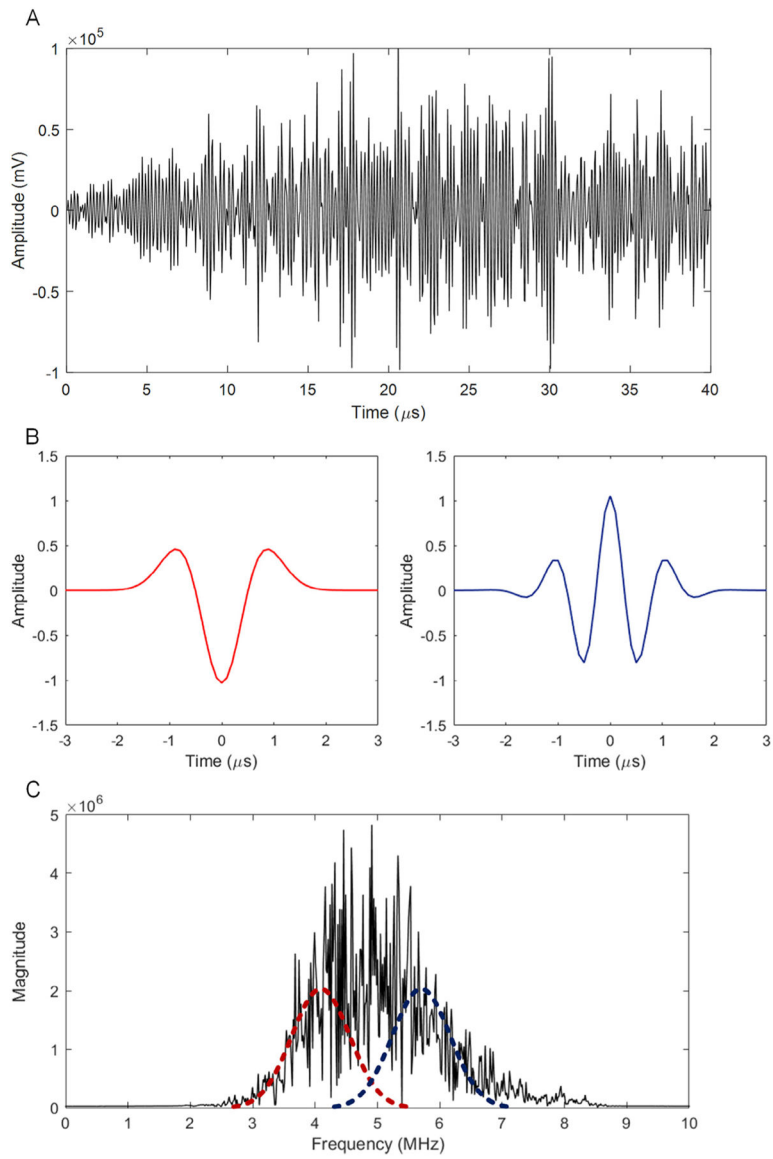 A
×10⁵
1
0.5
0
-0.5
-1
Amplitude (mV)
0 5 10 15 20 25 30 35 40
Time (μs)
B
1.5
1
0.5
0
-0.5
-1
-1.5
Amplitude
-3 -2 -1 0 1 2 3
Time (μs)
1.5
1
0.5
0
-0.5
-1
-1.5
Amplitude
-3 -2 -1 0 1 2 3
Time (μs)
C
×10⁶
5
4
3
2
1
0
Magnitude
0 1 2 3 4 5 6 7 8 9 10
Frequency (MHz)